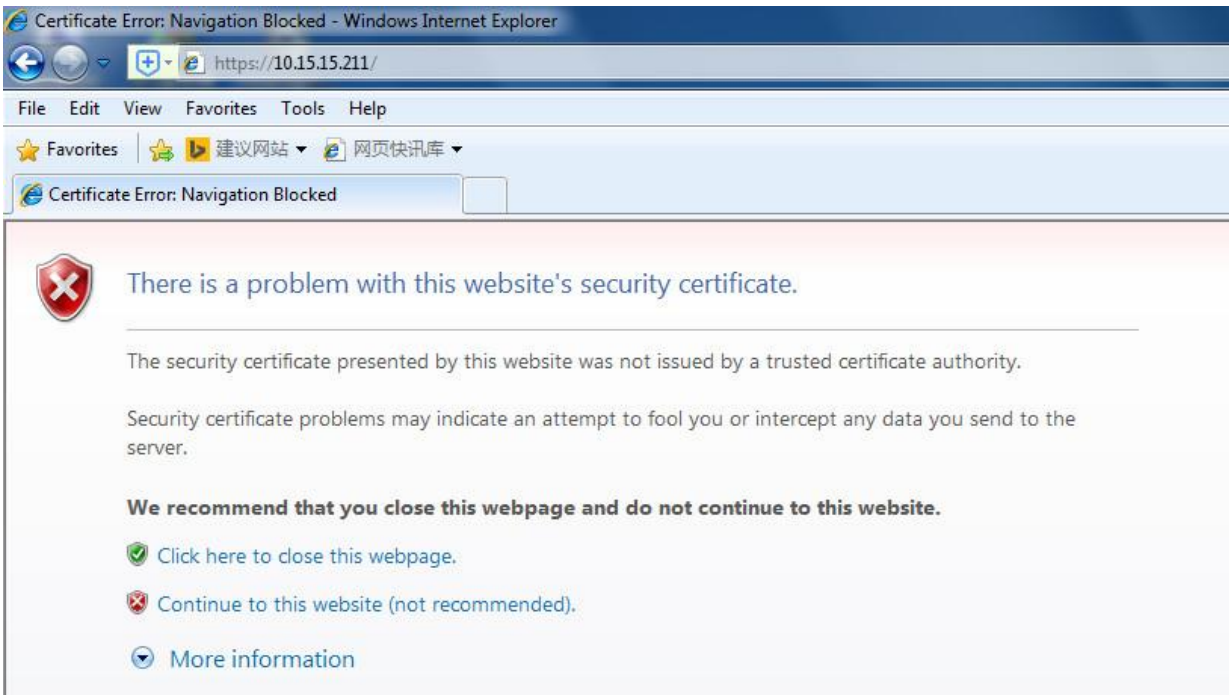 Certificate Error: Navigation Blocked - Windows Internet Explorer
https://10.15.15.211/
File Edit View Favorites Tools Help
Favorites 建议网站 网页快讯库
Certificate Error: Navigation Blocked
There is a problem with this website's security certificate.
The security certificate presented by this website was not issued by a trusted certificate authority.
Security certificate problems may indicate an attempt to fool you or intercept any data you send to the
server.
We recommend that you close this webpage and do not continue to this website.
Click here to close this webpage.
Continue to this website (not recommended).
More information